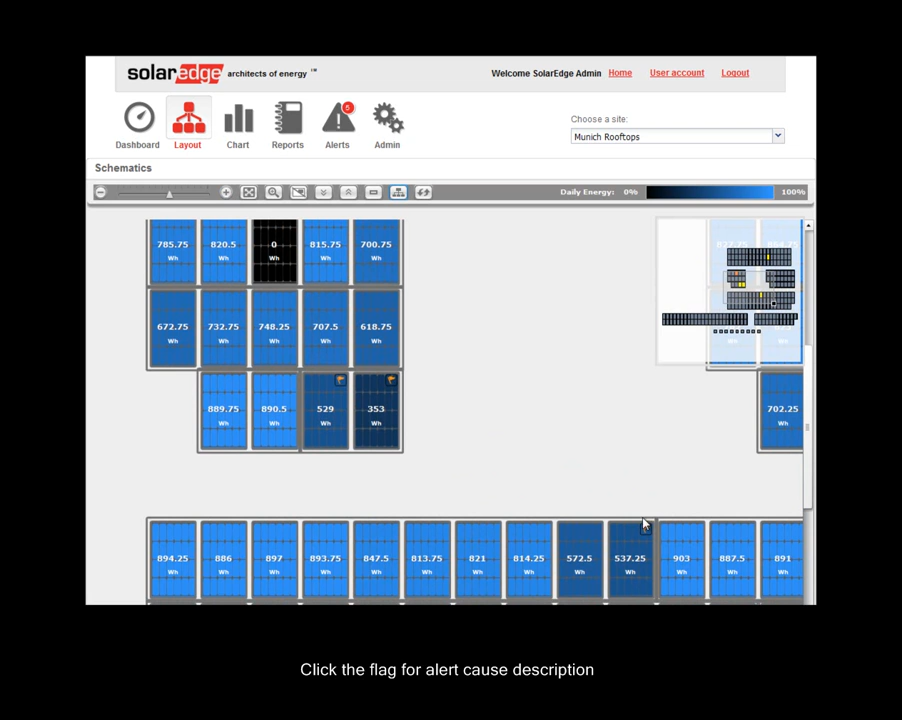 solaredge architects of energy ™
Welcome SolarEdge Admin Home User account Logout
5
Dashboard Layout Chart Reports Alerts Admin
Choose a site:
Munich Rooftops
Schematics
Daily Energy: 0% 100%
785.75 820.5 0 815.75 700.75
Wh Wh Wh Wh Wh
672.75 732.75 748.25 707.5 618.75
Wh Wh Wh Wh Wh
889.75 890.5 529 353 702.25
Wh Wh Wh Wh Wh
894.25 886 897 893.75 847.5 813.75 821 814.25 572.5 537.25 903 887.5 891
Wh Wh Wh Wh Wh Wh Wh Wh Wh Wh Wh Wh Wh
Click the flag for alert cause description